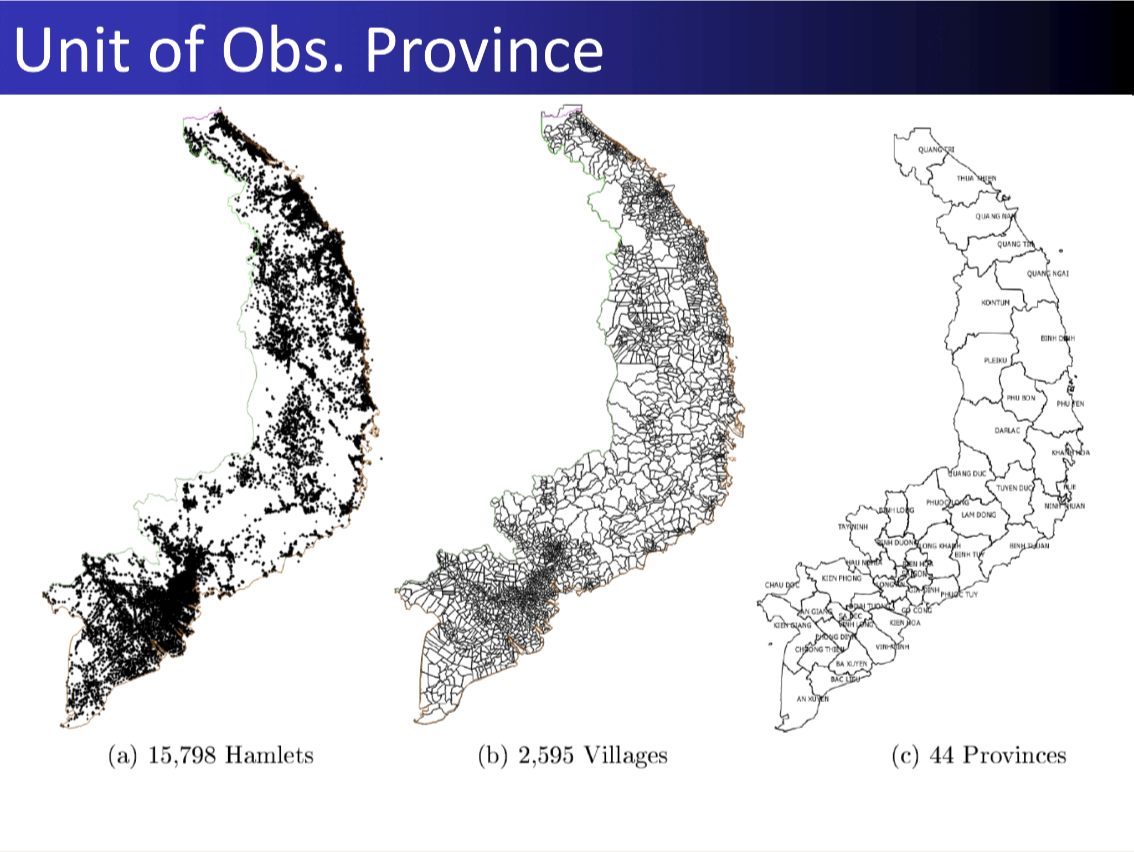 Unit of Obs. Province
QUANG TRI
THUA THIEN
QUANG NAM
QUANG TIN
QUANG NGAI
KONTUM
BINH DINH
PLEIKU
PHU BON
PHU YEN
DARLAC
KHANH HOA
QUANG DUC
TUYEN DUC
PHUOC LONG
NINH THUAN
BINH LONG
LAM DONG
TAY NINH
BINH DUONG
LONG KHANH
BINH THUAN
BINH TUY
HAU NGHIA
BIEN HOA
KIEN PHONG
CHAU DOC
GIA DINH
PHUOC TUY
AN GIANG
DINH TUONG
GO CONG
SA DEC
KIEN GIANG
VINH LONG
KIEN HOA
PHONG DINH
CHUONG THIEN
VINH BINH
BA XUYEN
BAC LIEU
AN XUYEN
(a) 15,798 Hamlets
(b) 2,595 Villages
(c) 44 Provinces